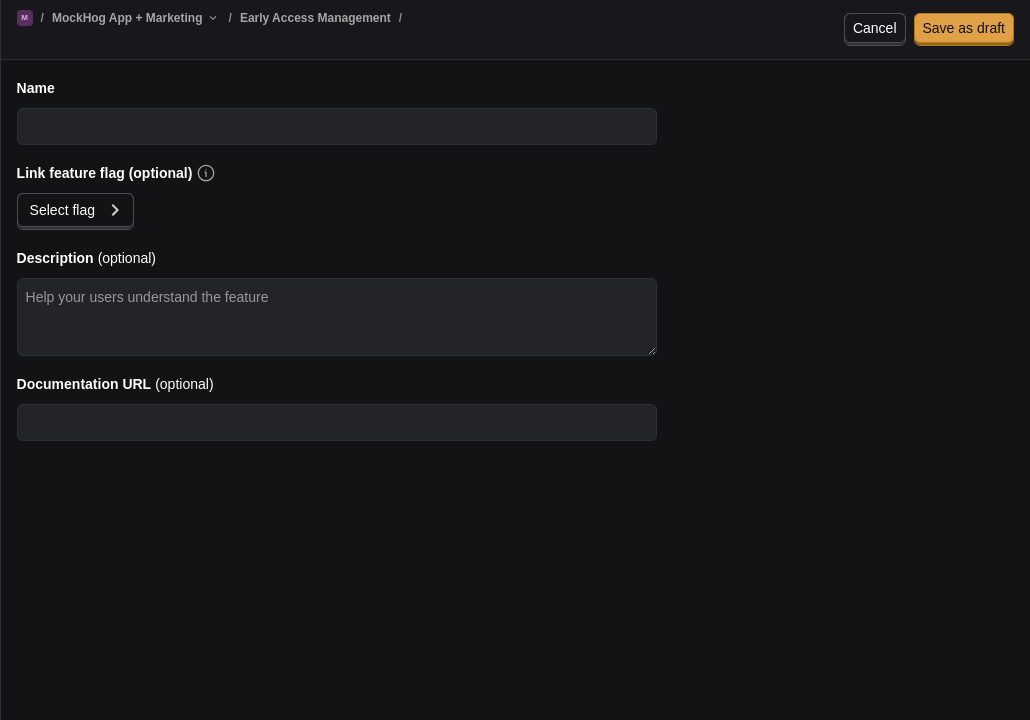 M / MockHog App + Marketing / Early Access Management /
Cancel
Save as draft
Name
Link feature flag (optional)
Select flag
Description (optional)
Help your users understand the feature
Documentation URL (optional)